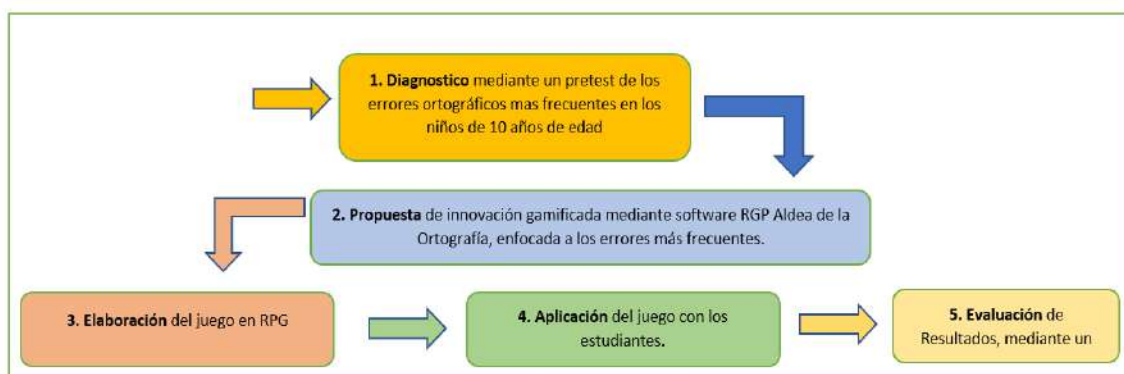 1. Diagnostico mediante un pretest de los
errores ortográficos mas frecuentes en los
niños de 10 años de edad
2. Propuesta de innovación gamificada mediante software RGP Aldea de la
Ortografía, enfocada a los errores más frecuentes.
3. Elaboración del juego en RPG
4. Aplicación del juego con los
estudiantes.
5. Evaluación de
Resultados, mediante un